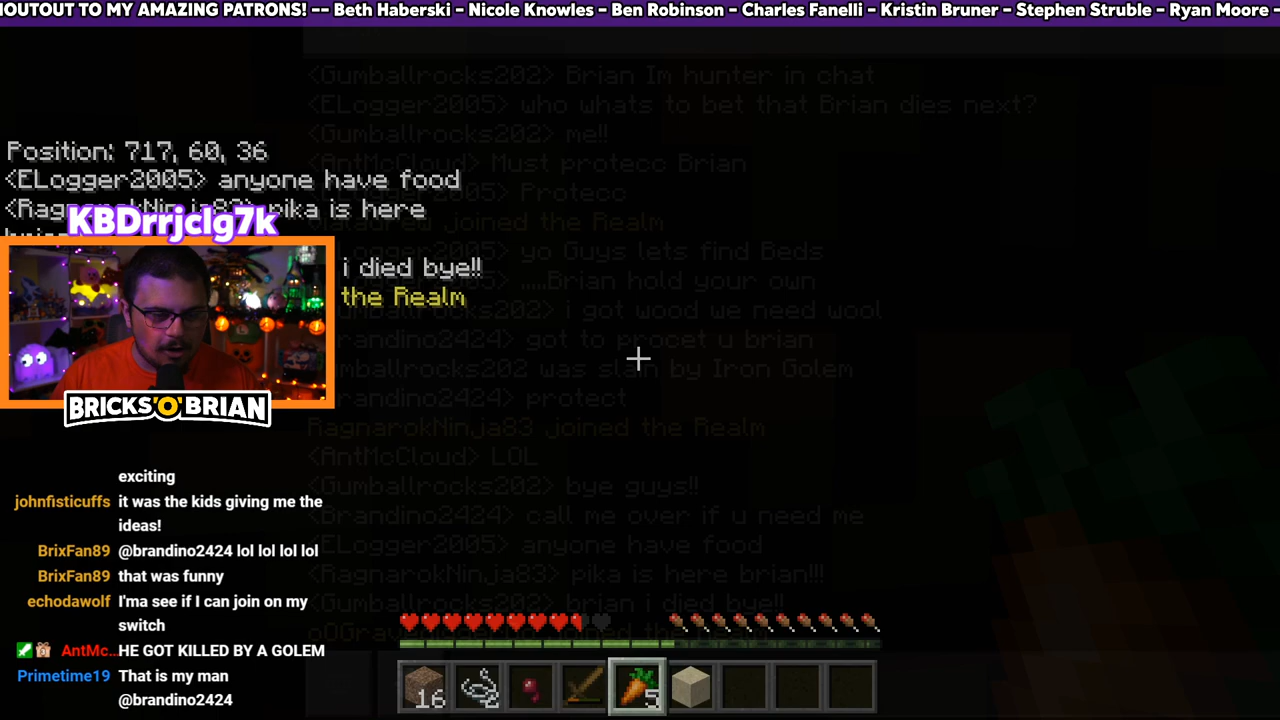 HOUTOUT TO MY AMAZING PATRONS! -- Beth Haberski - Nicole Knowles - Ben Robinson - Charles Fanelli - Kristin Bruner - Stephen Struble - Ryan Moore -
<Gumballrocks202> Brian Im hunter in chat
<ELogger2005> who whats to bet that Brian dies next?
<Gumballrocks202> me!!
<AntMcCloud> Must protecc Brian
Protecc
joined the Realm
yo Guys lets find Beds
.....Brian hold your own
i got wood we need wool
got to procet u brian
was slain by Iron Golem
protect
RagnarokNinja83 joined the Realm
<AntMcCloud> LOL
<Gumballrocks202> bye guys!!
<Brandino2424> call me over if u need me
<ELogger2005> anyone have food
<RagnarokNinja83> pika is here brian!!!
<Gumballrocks202> brian i died bye!!
Position: 717, 60, 36
<ELogger2005> anyone have food
<RagnarokNinja83> pika is here
KBDrrjclg7k
i died bye!!
the Realm
BRICKS'O'BRIAN
exciting
johnfisticuffs it was the kids giving me the
ideas!
BrixFan89 @brandino2424 lol lol lol lol
BrixFan89 that was funny
echodawolf I'ma see if I can join on my
switch
AntMc... HE GOT KILLED BY A GOLEM
Primetime19 That is my man
@brandino2424
16 2 5